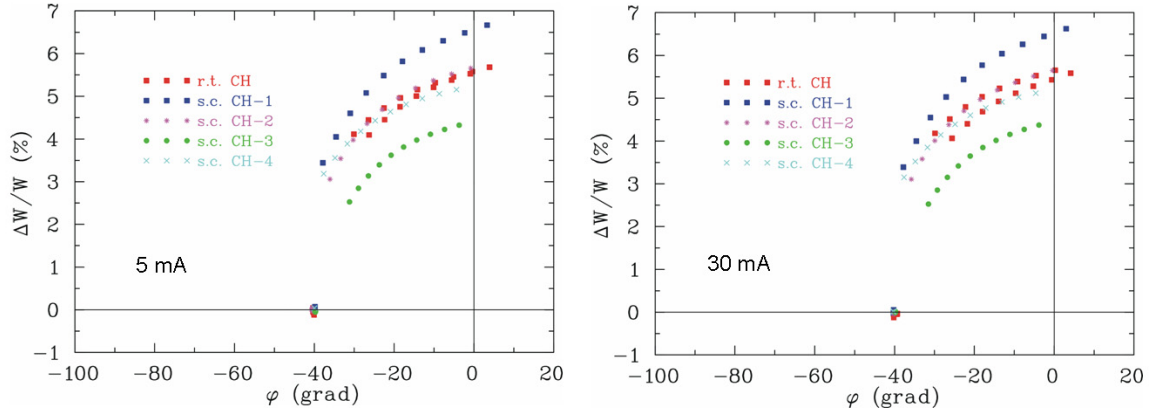 7
6
5
4
3
2
1
0
−1
ΔW/W (%)
r.t. CH
s.c. CH−1
s.c. CH−2
s.c. CH−3
s.c. CH−4
5 mA
−100 −80 −60 −40 −20 0 20
φ (grad)
7
6
5
4
3
2
1
0
−1
ΔW/W (%)
r.t. CH
s.c. CH−1
s.c. CH−2
s.c. CH−3
s.c. CH−4
30 mA
−100 −80 −60 −40 −20 0 20
φ (grad)